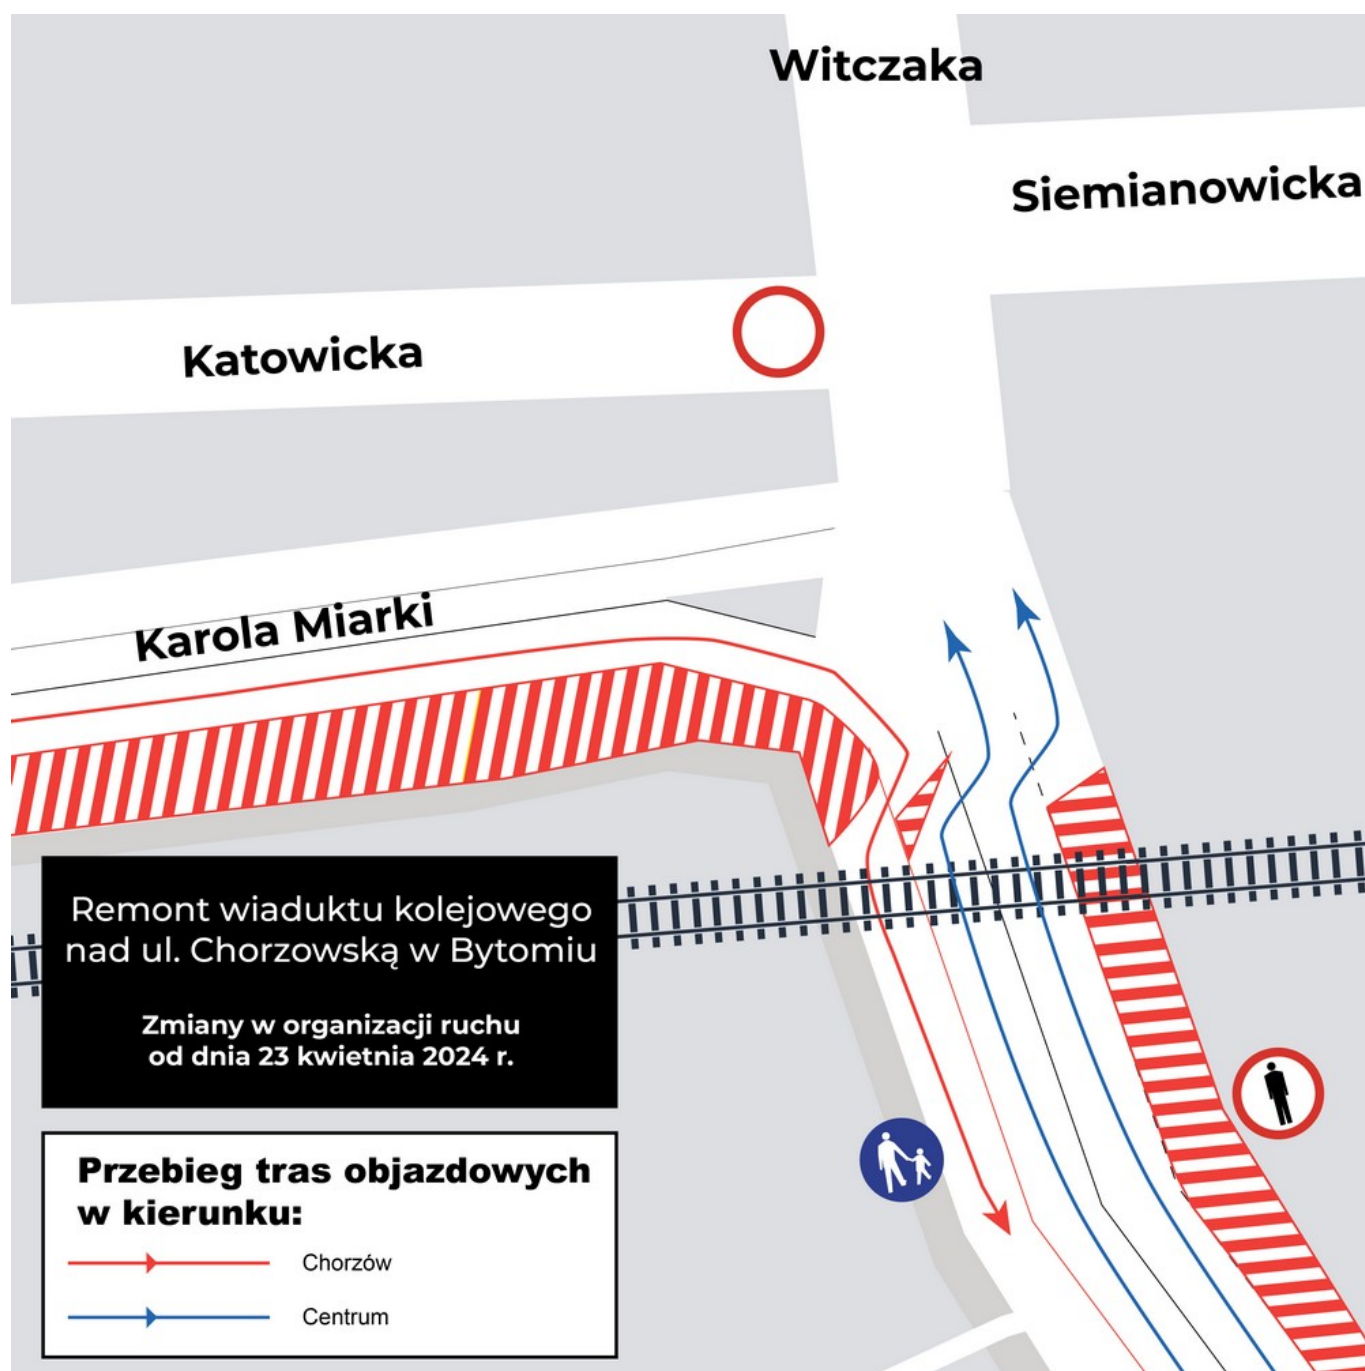 Witczaka
Siemianowicka
Katowicka
Karola Miarki
Remont wiaduktu kolejowego
nad ul. Chorzowską w Bytomiu
Zmiany w organizacji ruchu
od dnia 23 kwietnia 2024 r.
Przebieg tras objazdowych
w kierunku:
Chorzów
Centrum